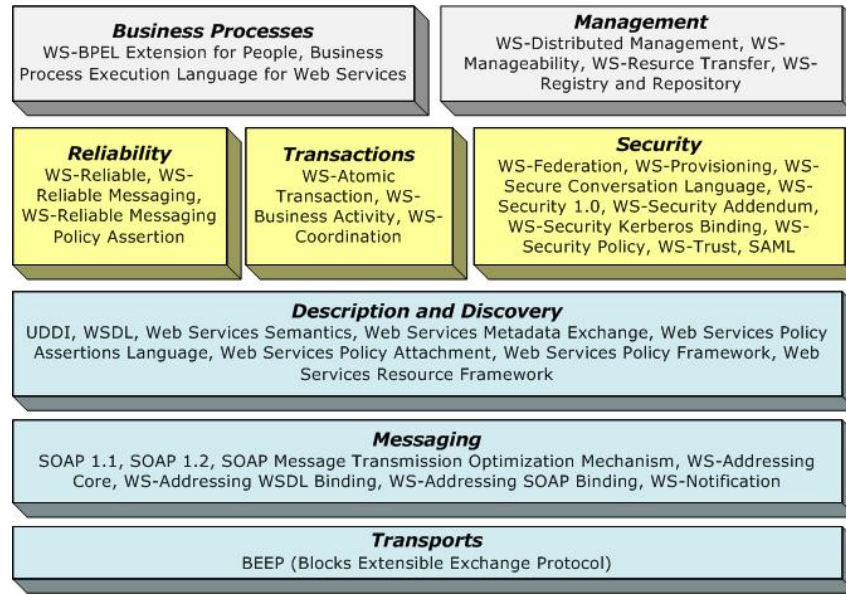 Business Processes
WS-BPEL Extension for People, Business
Process Execution Language for Web Services
Management
WS-Distributed Management, WS-
Manageability, WS-Resurce Transfer, WS-
Registry and Repository
Reliability
WS-Reliable, WS-
Reliable Messaging,
WS-Reliable Messaging
Policy Assertion
Transactions
WS-Atomic
Transaction, WS-
Business Activity, WS-
Coordination
Security
WS-Federation, WS-Provisioning, WS-
Secure Conversation Language, WS-
Security 1.0, WS-Security Addendum,
WS-Security Kerberos Binding, WS-
Security Policy, WS-Trust, SAML
Description and Discovery
UDDI, WSDL, Web Services Semantics, Web Services Metadata Exchange, Web Services Policy
Assertions Language, Web Services Policy Attachment, Web Services Policy Framework, Web
Services Resource Framework
Messaging
SOAP 1.1, SOAP 1.2, SOAP Message Transmission Optimization Mechanism, WS-Addressing
Core, WS-Addressing WSDL Binding, WS-Addressing SOAP Binding, WS-Notification
Transports
BEEP (Blocks Extensible Exchange Protocol)